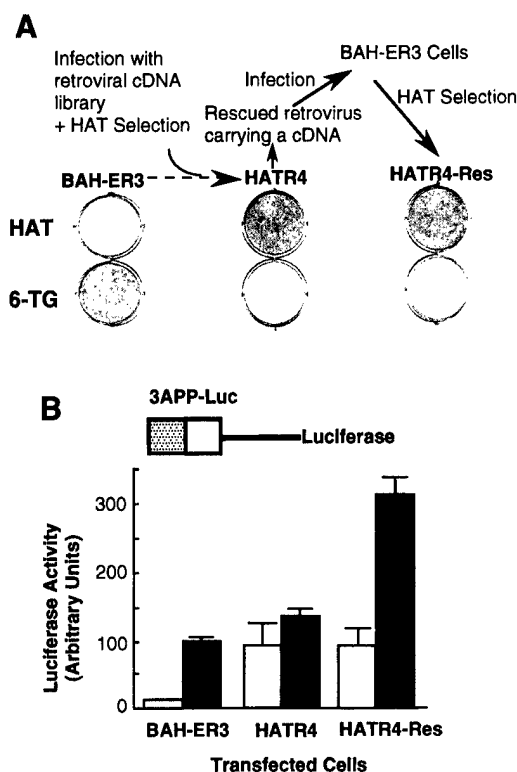 A
Infection with
retroviral cDNA
library
+ HAT Selection
Infection
BAH-ER3 Cells
HAT Selection
Rescued retrovirus
carrying a cDNA
BAH-ER3
HATR4
HATR4-Res
HAT
6-TG
B
3APP-Luc
Luciferase
Luciferase Activity
(Arbitrary Units)
300
200
100
0
BAH-ER3 HATR4 HATR4-Res
Transfected Cells